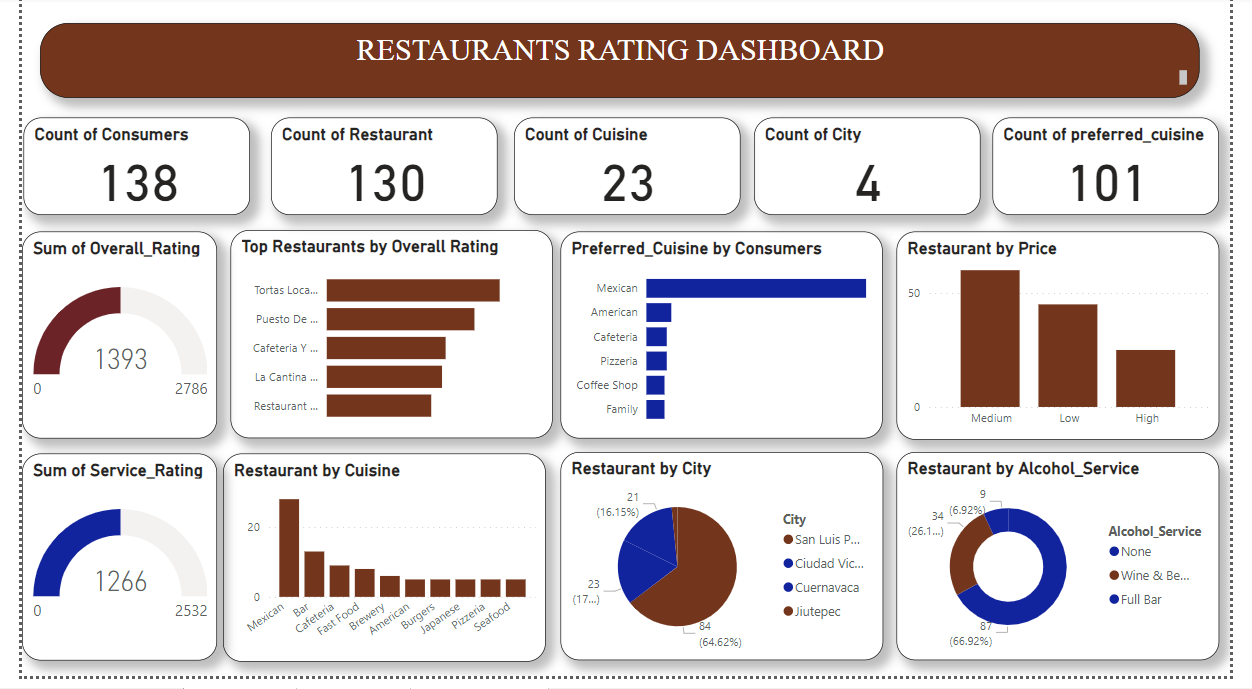 RESTAURANTS RATING DASHBOARD
Count of Consumers
138
Count of Restaurant
130
Count of Cuisine
23
Count of City
4
Count of preferred_cuisine
101
Sum of Overall_Rating
1393
0
2786
Top Restaurants by Overall Rating
Tortas Loca...
Puesto De ...
Cafeteria Y ...
La Cantina ...
Restaurant ...
Preferred_Cuisine by Consumers
Mexican
American
Cafeteria
Pizzeria
Coffee Shop
Family
Restaurant by Price
50
0
Medium
Low
High
Sum of Service_Rating
1266
0
2532
Restaurant by Cuisine
20
0
Mexican
Bar
Cafeteria
Fast Food
Brewery
American
Burgers
Japanese
Pizzeria
Seafood
Restaurant by City
21
(16.15%)
23
(17...)
84
(64.62%)
City
San Luis P...
Ciudad Vic...
Cuernavaca
Jiutepec
Restaurant by Alcohol_Service
9
(6.92%)
34
(26.1...)
87
(66.92%)
Alcohol_Service
None
Wine & Be...
Full Bar